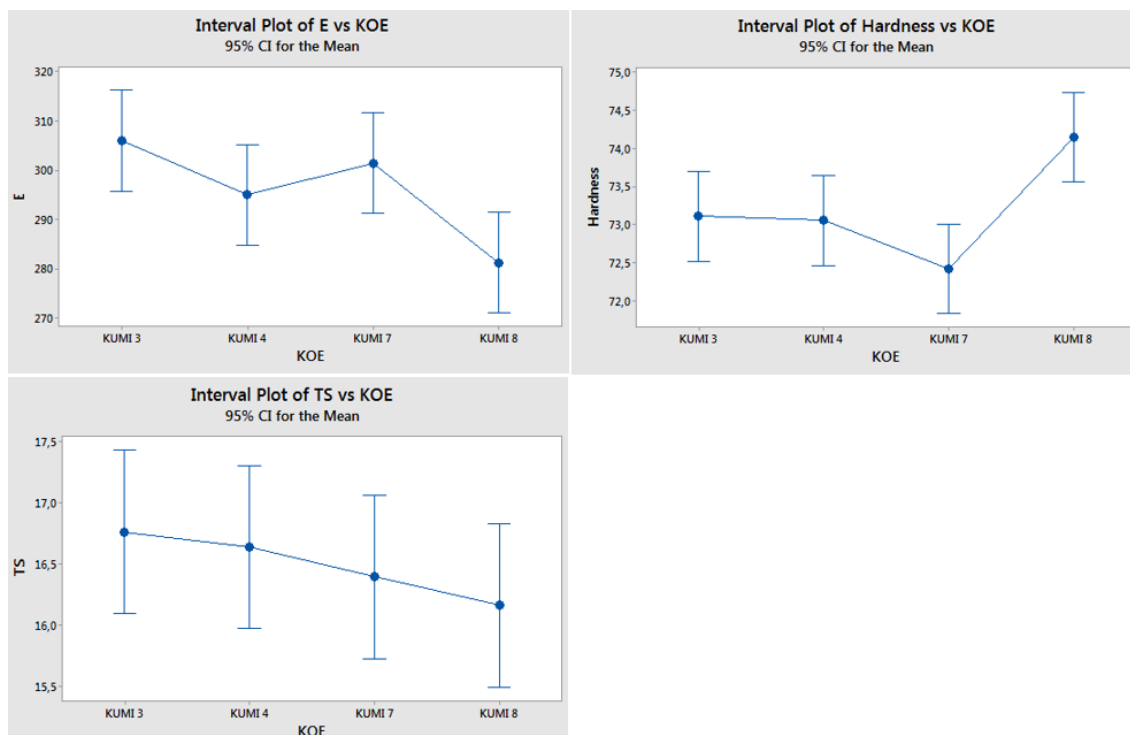 Interval Plot of E vs KOE
95% CI for the Mean
320
310
300
290
280
270
E
KUMI 3 KUMI 4 KUMI 7 KUMI 8
KOE
Interval Plot of Hardness vs KOE
95% CI for the Mean
75,0
74,5
74,0
73,5
73,0
72,5
72,0
Hardness
KUMI 3 KUMI 4 KUMI 7 KUMI 8
KOE
Interval Plot of TS vs KOE
95% CI for the Mean
17,5
17,0
16,5
16,0
15,5
TS
KUMI 3 KUMI 4 KUMI 7 KUMI 8
KOE